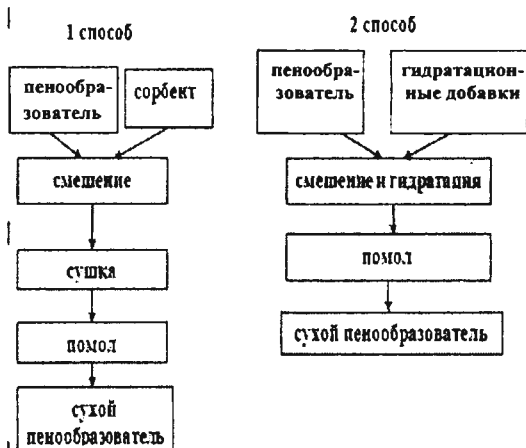 1 способ
пенообра-
зователь
сорбент
смешение
сушка
помол
сухой
пенообразователь
2 способ
пенообра-
зователь
гидратацион-
ные добавки
смешение и гидратация
помол
сухой пенообразователь